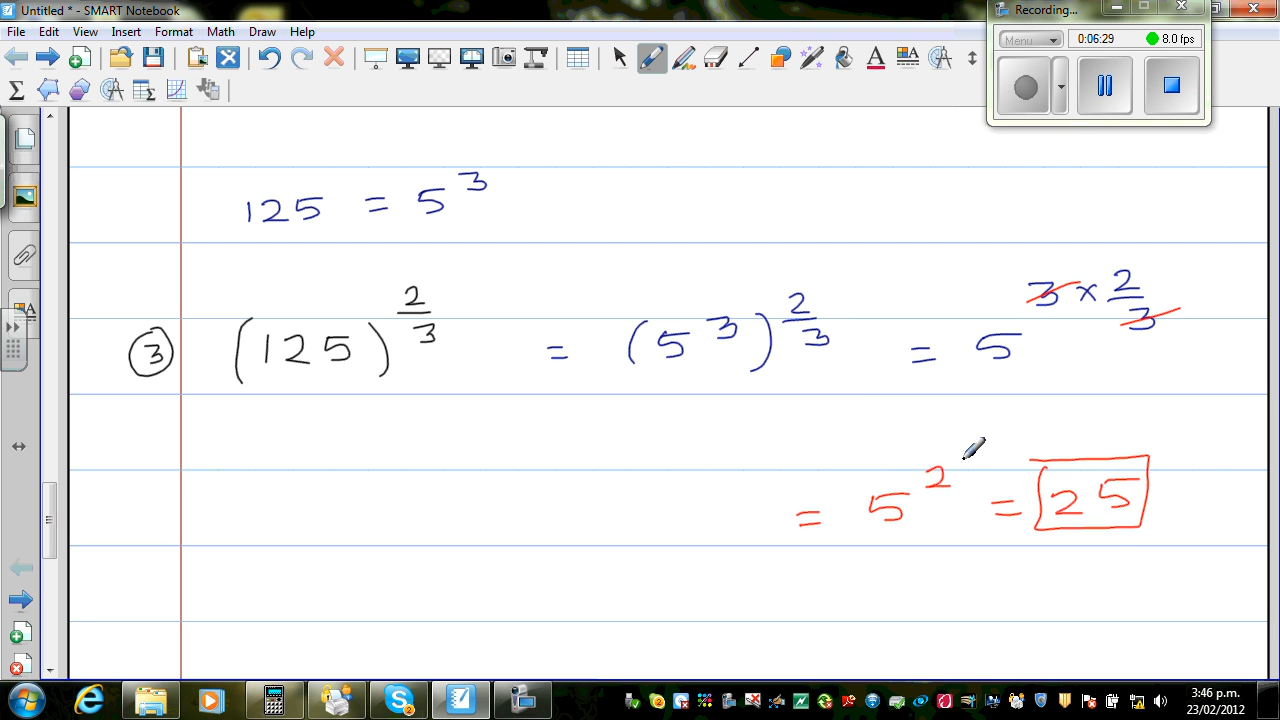 Untitled * - SMART Notebook
Recording...
File Edit View Insert Format Math Draw Help
Menu
0:06:29
8.0 fps
125 = 5^3
③ (125)^{2/3} = (5^3)^{2/3} = 5^{3 × 2/3}
= 5^2 = 25
3:46 p.m.
23/02/2012